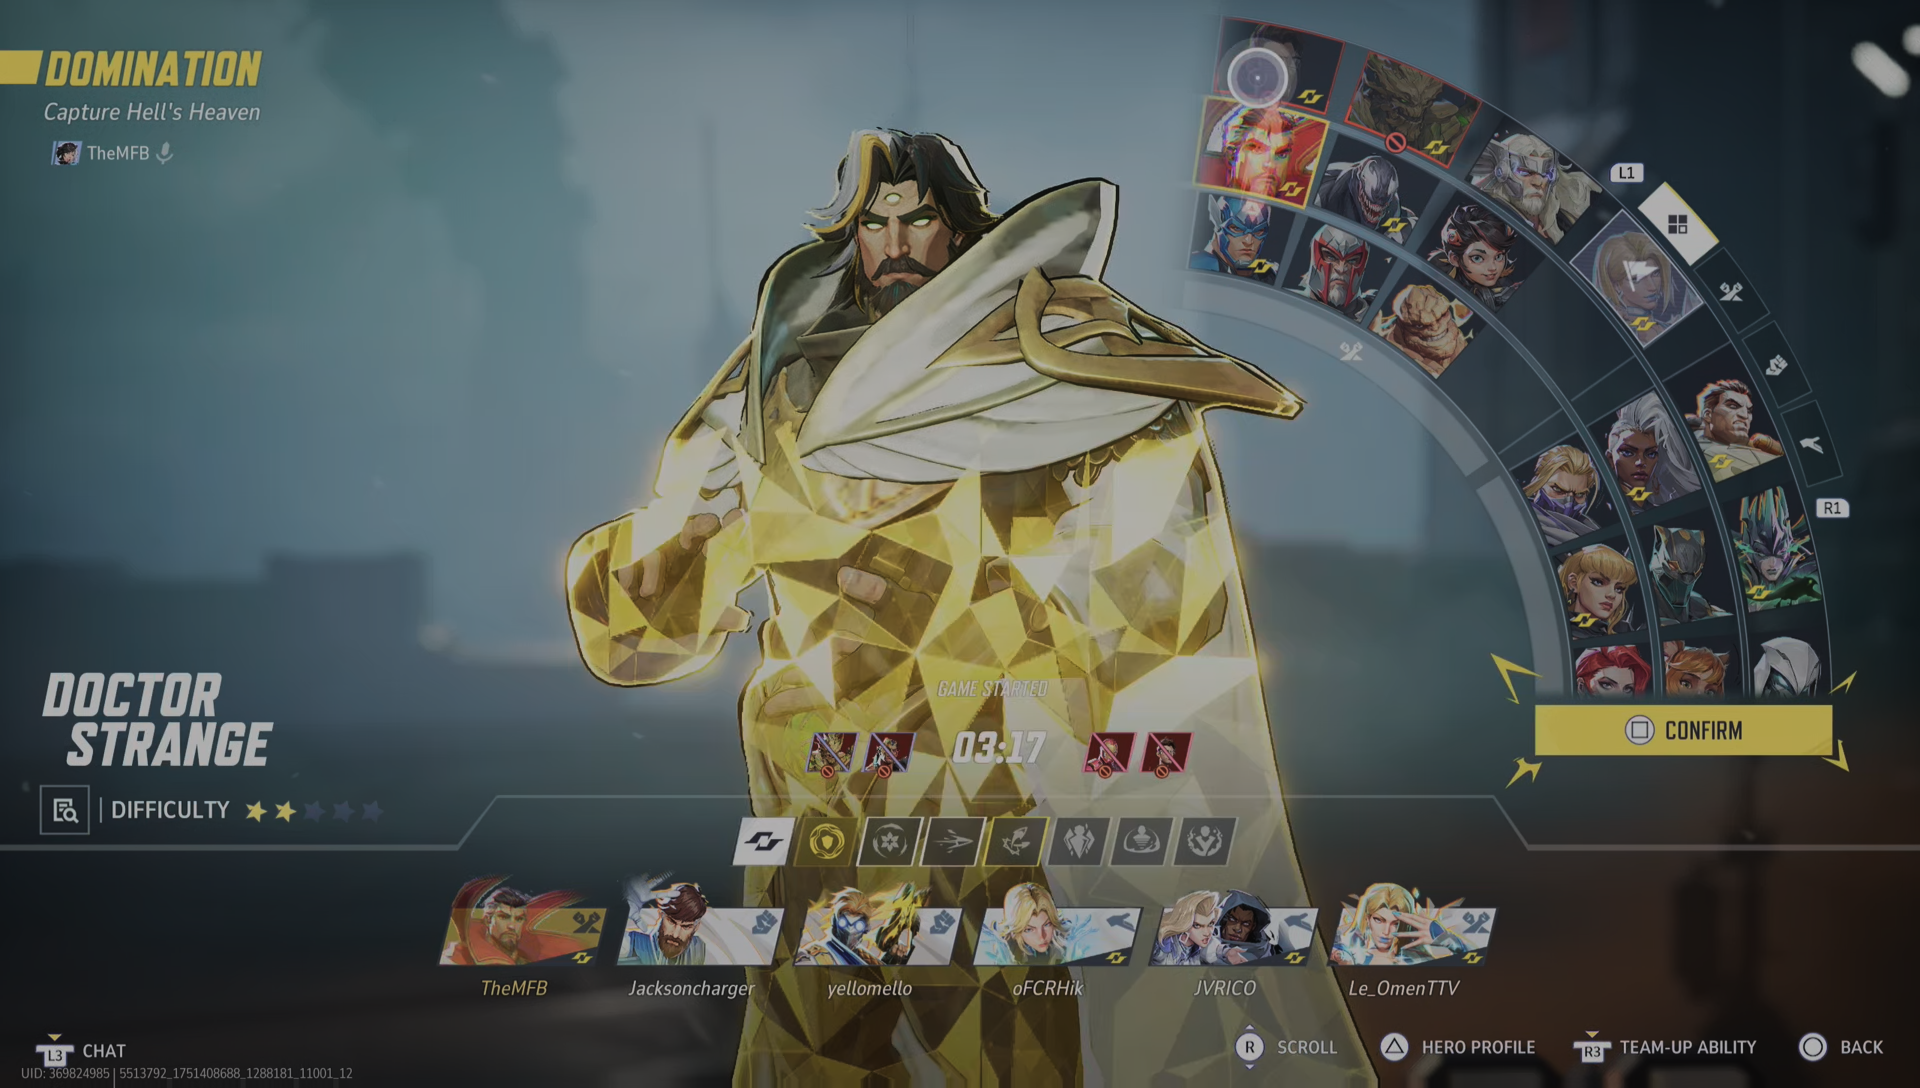 DOMINATION
Capture Hell's Heaven
TheMFB
L1
R1
DOCTOR
STRANGE
DIFFICULTY
GAME STARTED
03:17
CONFIRM
TheMFB
Jacksoncharger
yellomello
oFCRHik
JVRICO
Le_OmenTTV
L3 CHAT
R SCROLL
HERO PROFILE
R3 TEAM-UP ABILITY
BACK
UID: 369824985 | 5513792_1751408688_1288181_11001_12